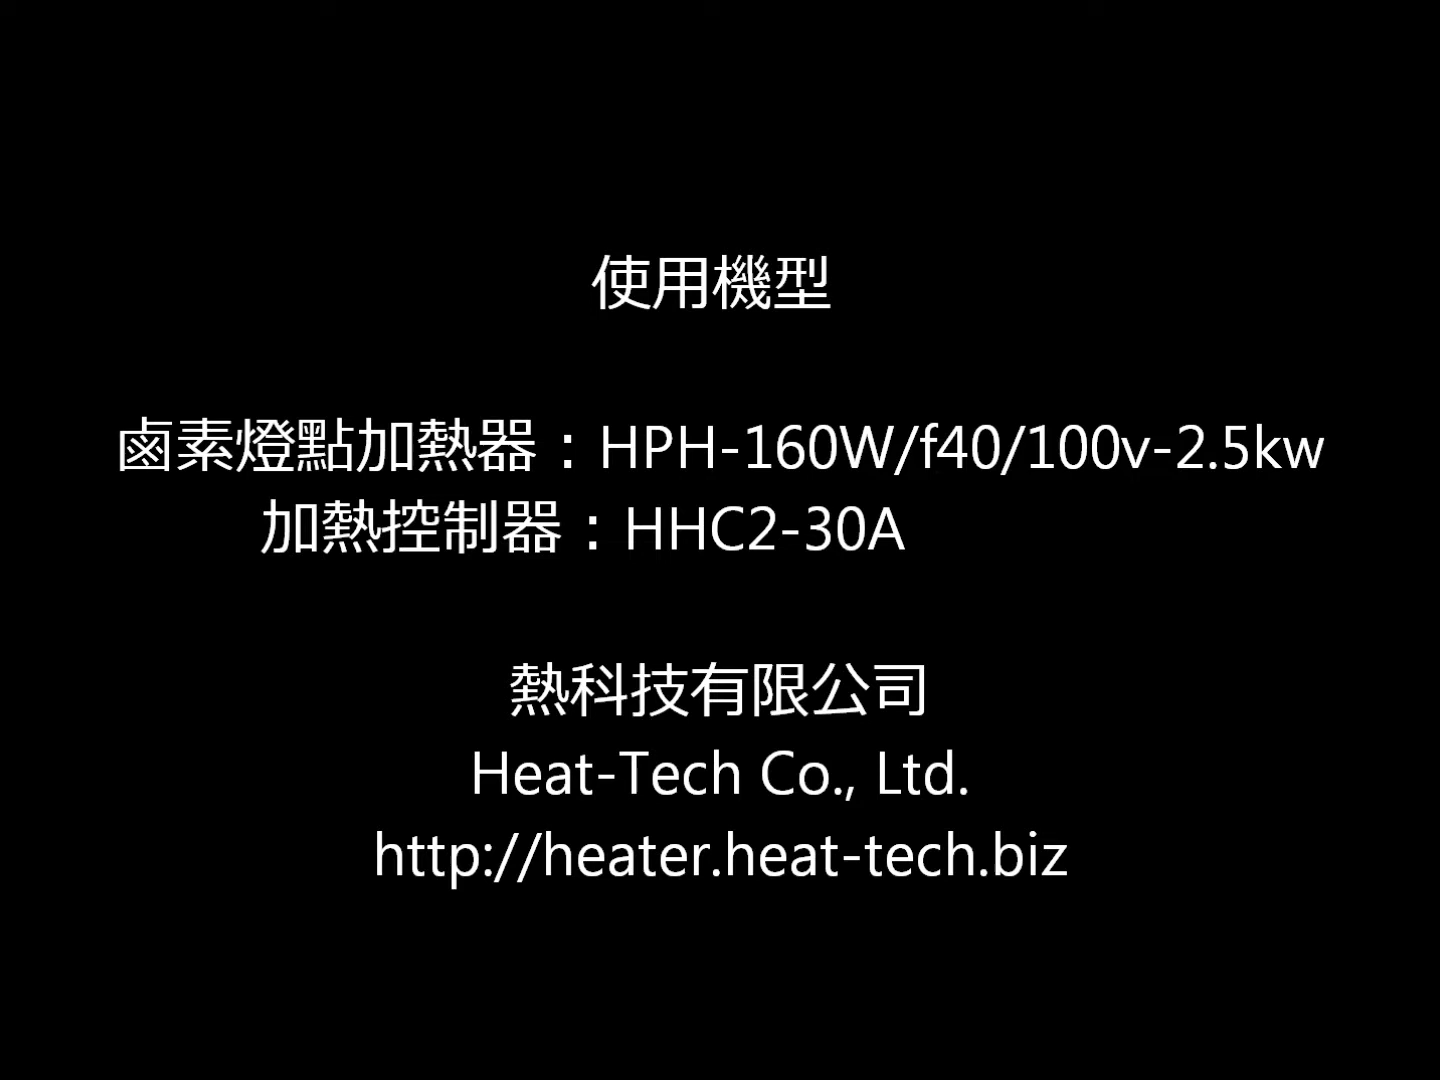 使用機型
鹵素燈點加熱器：HPH-160W/f40/100v-2.5kw
加熱控制器：HHC2-30A
熱科技有限公司
Heat-Tech Co., Ltd.
http://heater.heat-tech.biz